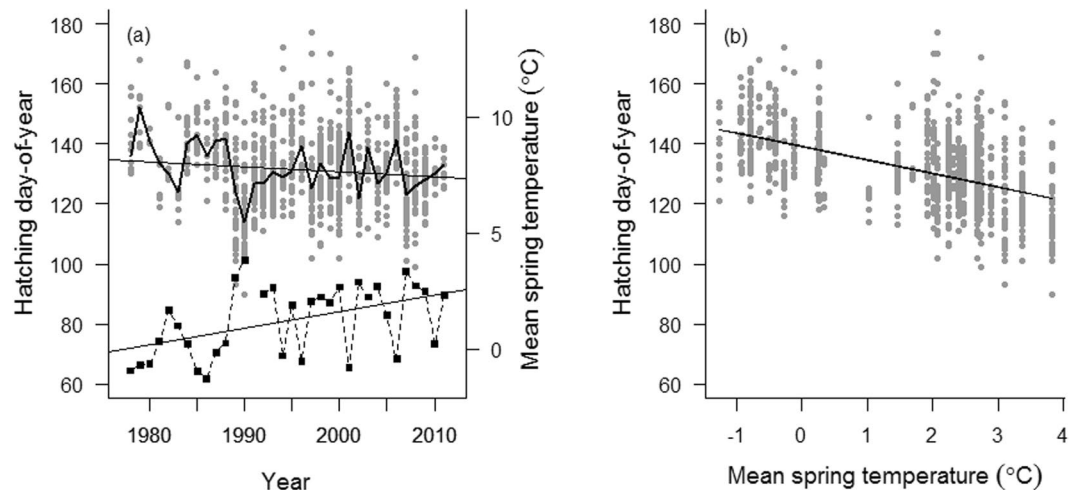 (a)
180
160
140
120
100
80
60
Hatching day-of-year
10
5
0
Mean spring temperature (°C)
1980 1990 2000 2010
Year
(b)
180
160
140
120
100
80
60
Hatching day-of-year
-1 0 1 2 3 4
Mean spring temperature (°C)